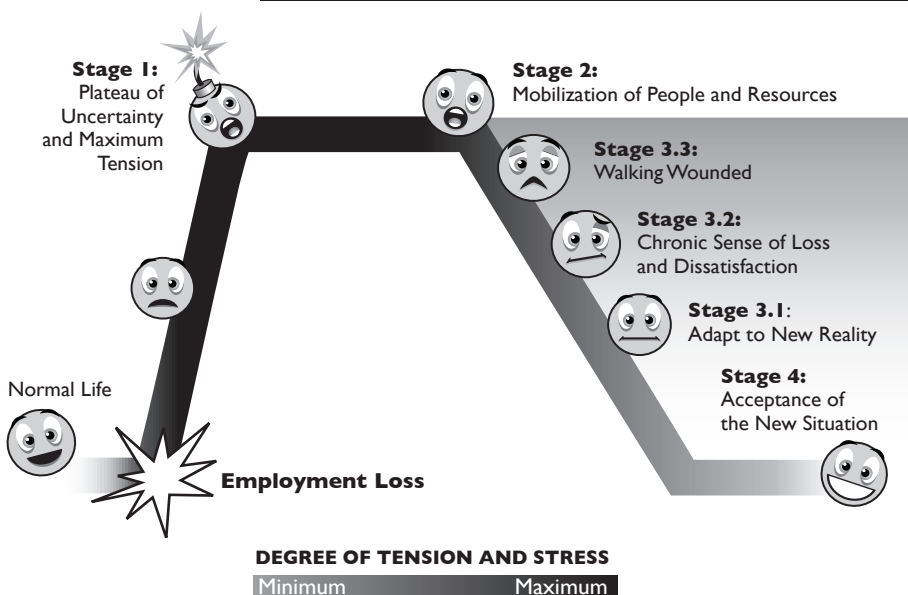 Stage 1:
Plateau of
Uncertainty
and Maximum
Tension
Stage 2:
Mobilization of People and Resources
Stage 3.3:
Walking Wounded
Stage 3.2:
Chronic Sense of Loss
and Dissatisfaction
Stage 3.1:
Adapt to New Reality
Stage 4:
Acceptance of
the New Situation
Normal Life
Employment Loss
DEGREE OF TENSION AND STRESS
Minimum Maximum